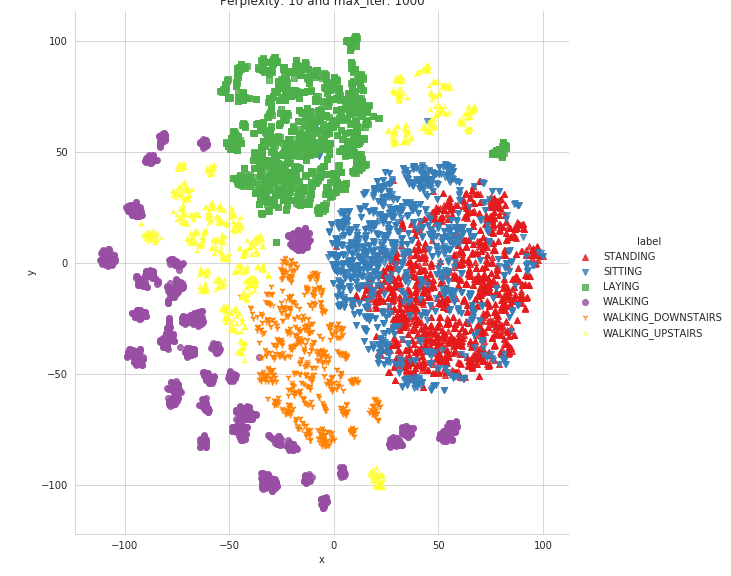 Perplexity: 10 and max_iter: 1000
100
50
0
−50
−100
y
−100 −50 0 50 100
x
label
STANDING
SITTING
LAYING
WALKING
WALKING_DOWNSTAIRS
WALKING_UPSTAIRS